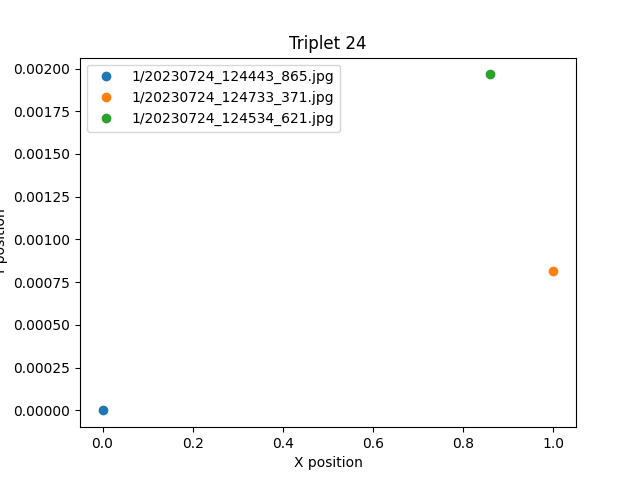 Triplet 24
1/20230724_124443_865.jpg
1/20230724_124733_371.jpg
1/20230724_124534_621.jpg
0.00200
0.00175
0.00150
0.00125
0.00100
0.00075
0.00050
0.00025
0.00000
position
0.0 0.2 0.4 0.6 0.8 1.0
X position